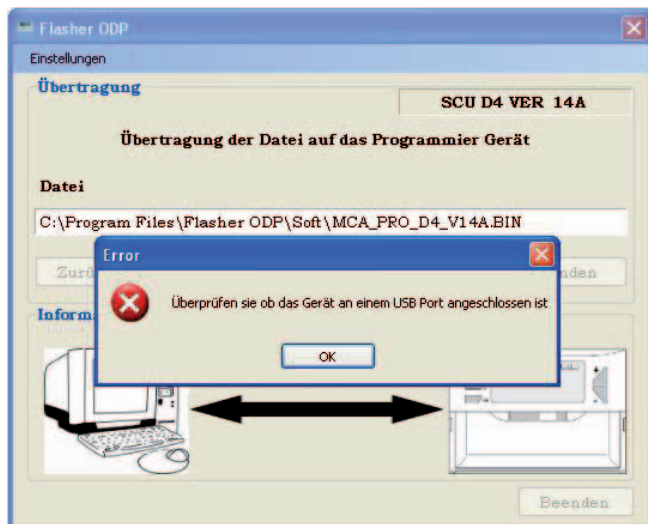 Flasher ODP
Einstellungen
Übertragung
SCU D4 VER 14A
Übertragung der Datei auf das Programmier Gerät
Datei
C:\Program Files\Flasher ODP\Soft\MCA_PRO_D4_V14A.BIN
Error
Überprüfen sie ob das Gerät an einem USB Port angeschlossen ist
OK
Beenden